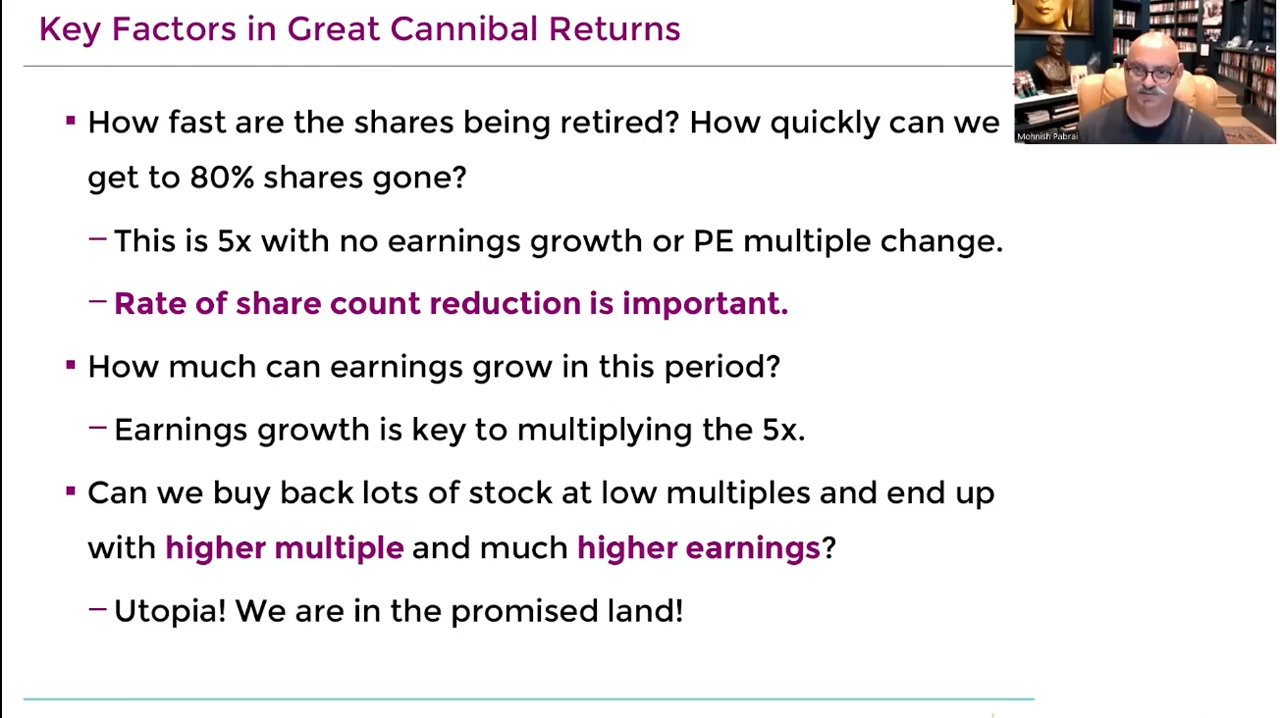 Key Factors in Great Cannibal Returns
Mohnish Pabrai
▪ How fast are the shares being retired? How quickly can we
get to 80% shares gone?
– This is 5x with no earnings growth or PE multiple change.
– Rate of share count reduction is important.
▪ How much can earnings grow in this period?
– Earnings growth is key to multiplying the 5x.
▪ Can we buy back lots of stock at low multiples and end up
with higher multiple and much higher earnings?
– Utopia! We are in the promised land!